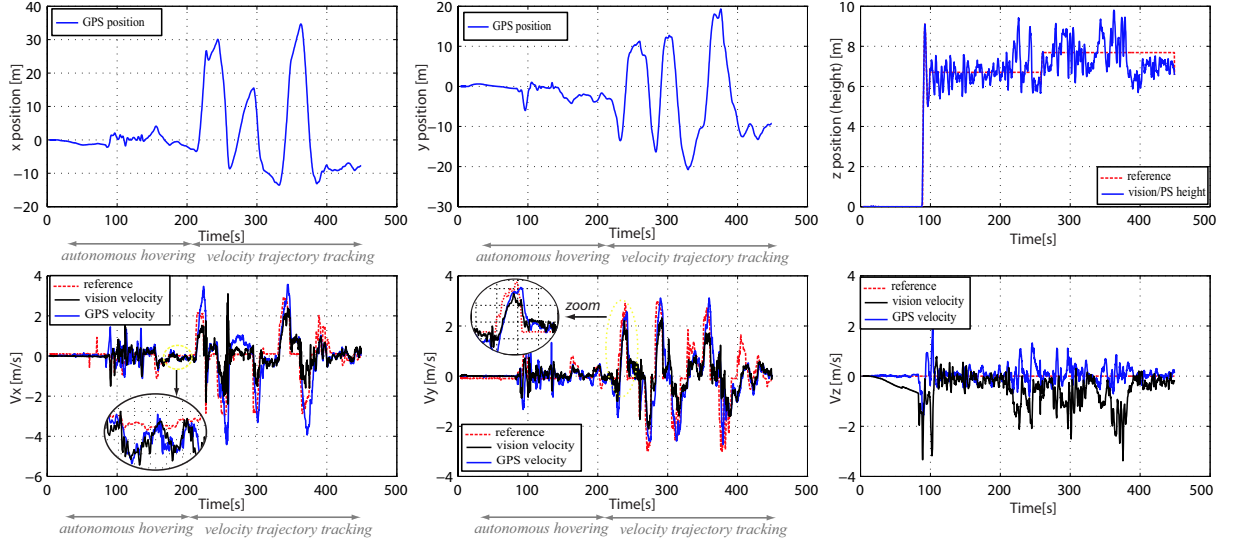 40
30
20
10
0
-10
-20
x position [m]
GPS position
0
100
200
300
400
500
Time[s]
autonomous hovering
velocity trajectory tracking
20
10
0
-10
-20
-30
y position [m]
GPS position
0
100
200
300
400
500
Time[s]
autonomous hovering
velocity trajectory tracking
10
8
6
4
2
0
z position (height) [m]
reference
vision/PS height
0
100
200
300
400
500
Time[s]
4
2
0
-2
-4
-6
Vx [m/s]
reference
vision velocity
GPS velocity
0
100
200
300
400
500
Time[s]
autonomous hovering
velocity trajectory tracking
4
2
0
-2
-4
Vy [m/s]
zoom
reference
vision velocity
GPS velocity
0
100
200
300
400
500
Time[s]
autonomous hovering
velocity trajectory tracking
4
2
0
-2
-4
Vz [m/s]
reference
vision velocity
GPS velocity
0
100
200
300
400
500
Time[s]